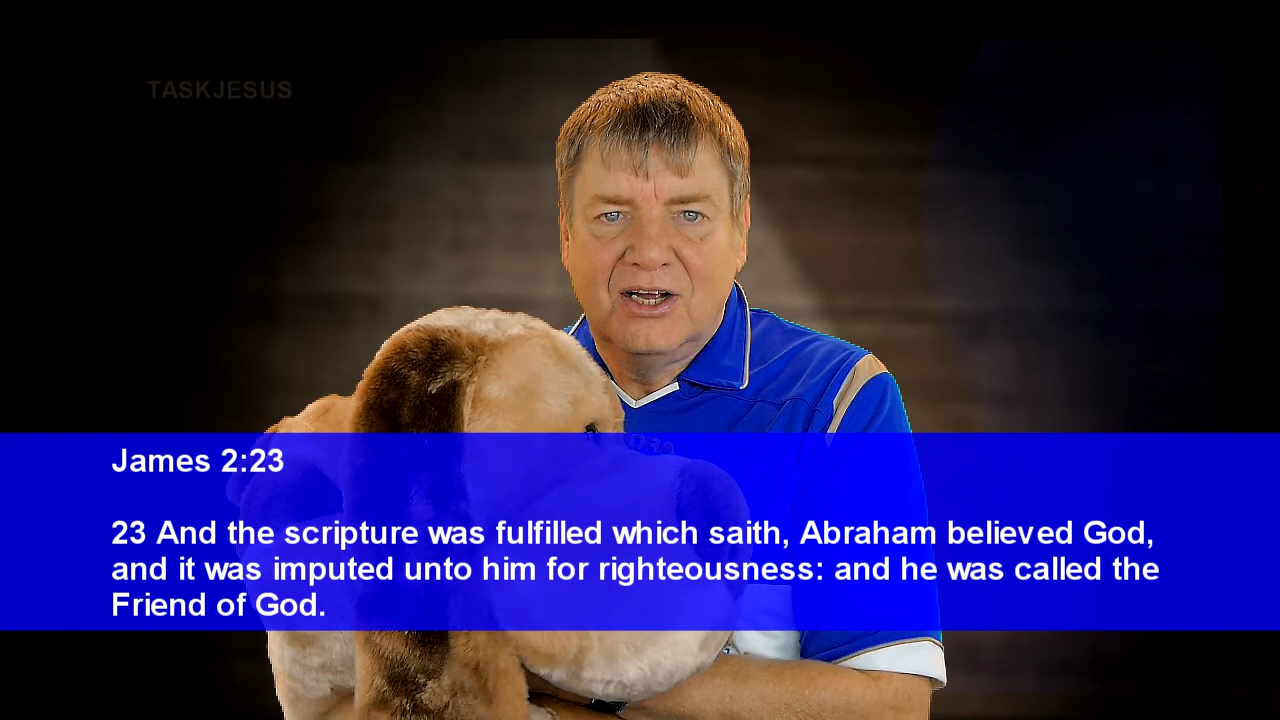 TASKJESUS
James 2:23
23 And the scripture was fulfilled which saith, Abraham believed God,
and it was imputed unto him for righteousness: and he was called the
Friend of God.